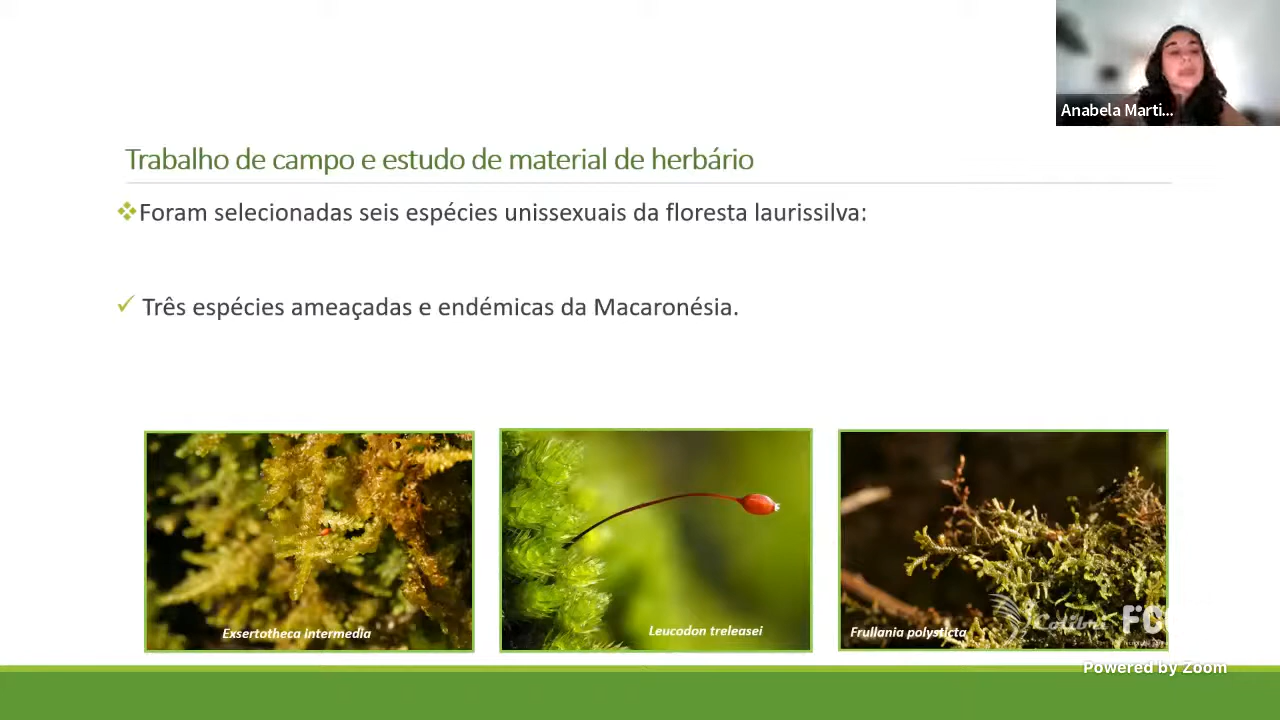 Anabela Marti...
Trabalho de campo e estudo de material de herbário
Foram selecionadas seis espécies unissexuais da floresta laurissilva:
Três espécies ameaçadas e endémicas da Macaronésia.
Exsertotheca intermedia
Leucodon treleasei
Frullania polysticta
Colibri
Powered by Zoom